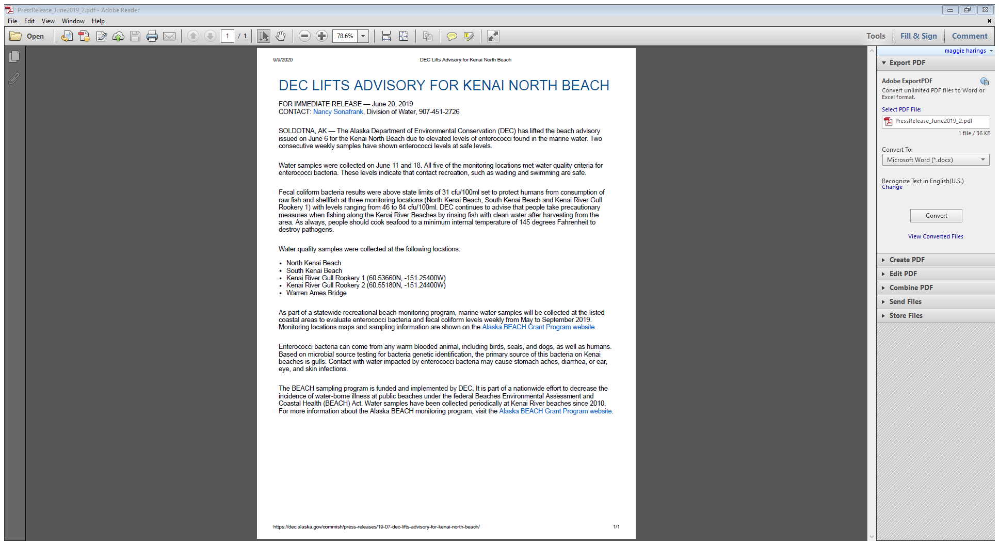 PressRelease_June2019_2.pdf - Adobe Reader
File Edit View Window Help
Open 1 / 1 78.6% Tools Fill & Sign Comment
9/9/2020 DEC Lifts Advisory for Kenai North Beach
DEC LIFTS ADVISORY FOR KENAI NORTH BEACH
FOR IMMEDIATE RELEASE — June 20, 2019
CONTACT: Nancy Sonafrank, Division of Water, 907-451-2726
SOLDOTNA, AK — The Alaska Department of Environmental Conservation (DEC) has lifted the beach advisory
issued on June 6 for the Kenai North Beach due to elevated levels of enterococci found in the marine water. Two
consecutive weekly samples have shown enterococci levels at safe levels.
Water samples were collected on June 11 and 18. All five of the monitoring locations met water quality criteria for
enterococci bacteria. These levels indicate that contact recreation, such as wading and swimming are safe.
Fecal coliform bacteria results were above state limits of 31 cfu/100ml set to protect humans from consumption of
raw fish and shellfish at three monitoring locations (North Kenai Beach, South Kenai Beach and Kenai River Gull
Rookery 1) with levels ranging from 46 to 84 cfu/100ml. DEC continues to advise that people take precautionary
measures when fishing along the Kenai River Beaches by rinsing fish with clean water after harvesting from the
area. As always, people should cook seafood to a minimum internal temperature of 145 degrees Fahrenheit to
destroy pathogens.
Water quality samples were collected at the following locations:
• North Kenai Beach
• South Kenai Beach
• Kenai River Gull Rookery 1 (60.53660N, -151.25400W)
• Kenai River Gull Rookery 2 (60.55180N, -151.24400W)
• Warren Ames Bridge
As part of a statewide recreational beach monitoring program, marine water samples will be collected at the listed
coastal areas to evaluate enterococci bacteria and fecal coliform levels weekly from May to September 2019.
Monitoring locations maps and sampling information are shown on the Alaska BEACH Grant Program website.
Enterococci bacteria can come from any warm blooded animal, including birds, seals, and dogs, as well as humans.
Based on microbial source testing for bacteria genetic identification, the primary source of this bacteria on Kenai
beaches is gulls. Contact with water impacted by enterococci bacteria may cause stomach aches, diarrhea, or ear,
eye, and skin infections.
The BEACH sampling program is funded and implemented by DEC. It is part of a nationwide effort to decrease the
incidence of water-borne illness at public beaches under the federal Beaches Environmental Assessment and
Coastal Health (BEACH) Act. Water samples have been collected periodically at Kenai River beaches since 2010.
For more information about the Alaska BEACH monitoring program, visit the Alaska BEACH Grant Program website.
https://dec.alaska.gov/commish/press-releases/19-07-dec-lifts-advisory-for-kenai-north-beach/ 1/1
maggie harings
Export PDF
Adobe ExportPDF
Convert unlimited PDF files to Word or
Excel format.
Select PDF File:
PressRelease_June2019_2.pdf
1 file / 36 KB
Convert To:
Microsoft Word (*.docx)
Recognize Text in English(U.S.)
Change
Convert
View Converted Files
Create PDF
Edit PDF
Combine PDF
Send Files
Store Files